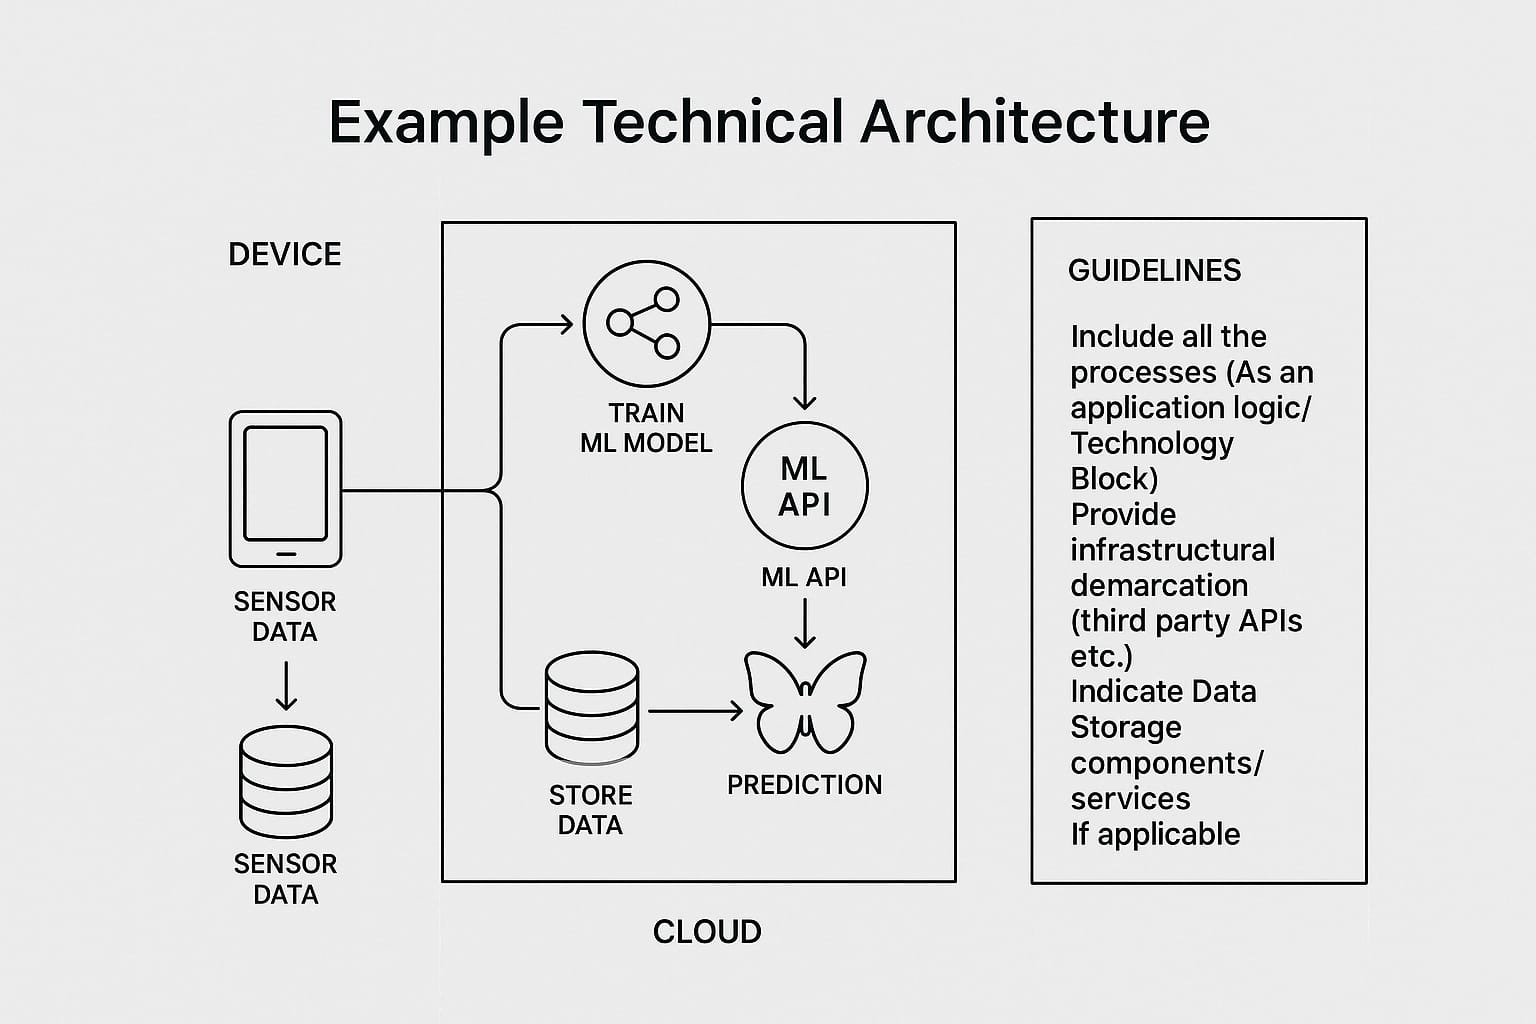 Example Technical Architecture
DEVICE
SENSOR
DATA
SENSOR
DATA
TRAIN
ML MODEL
ML
API
ML API
STORE
DATA
PREDICTION
CLOUD
GUIDELINES
Include all the
processes (As an
application logic/
Technology
Block)
Provide
infrastructural
demarcation
(third party APIs
etc.)
Indicate Data
Storage
components/
services
If applicable